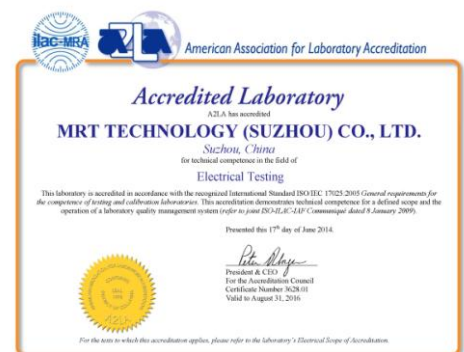 ilac-MRA
A2LA
American Association for Laboratory Accreditation
Accredited Laboratory
A2LA has accredited
MRT TECHNOLOGY (SUZHOU) CO., LTD.
Suzhou, China
for technical competence in the field of
Electrical Testing
This laboratory is accredited in accordance with the recognized International Standard ISO/IEC 17025:2005 General requirements for
the competence of testing and calibration laboratories. This accreditation demonstrates technical competence for a defined scope and the
operation of a laboratory quality management system (refer to joint ISO-ILAC-IAF Communiqué dated 8 January 2009).
Presented this 17th day of June 2014.
President & CEO
For the Accreditation Council
Certificate Number 3628.01
Valid to August 31, 2016
A2LA
For the tests to which this accreditation applies, please refer to the laboratory's Electrical Scope of Accreditation.